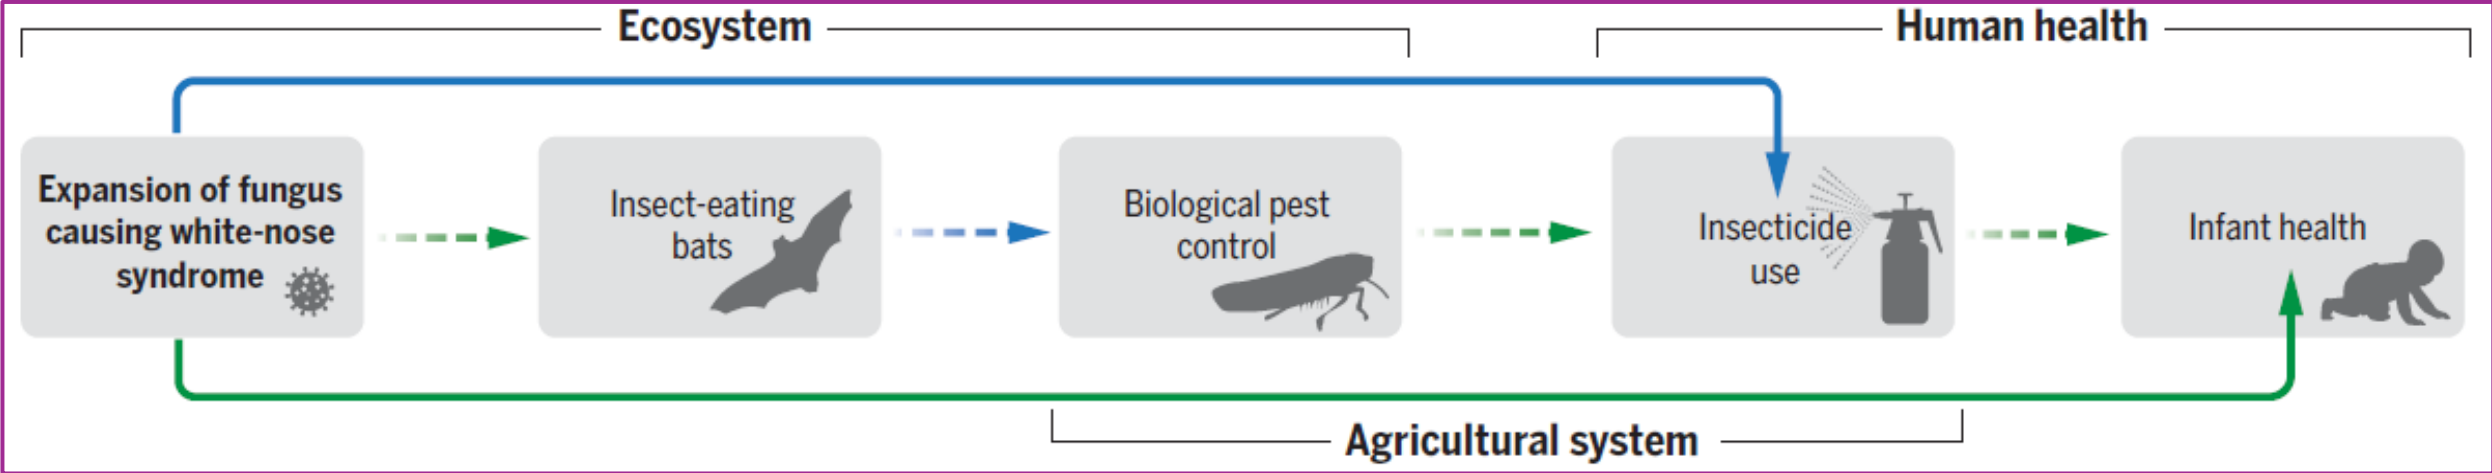 Ecosystem
Human health
Expansion of fungus
causing white-nose
syndrome
Insect-eating
bats
Biological pest
control
Insecticide
use
Infant health
Agricultural system